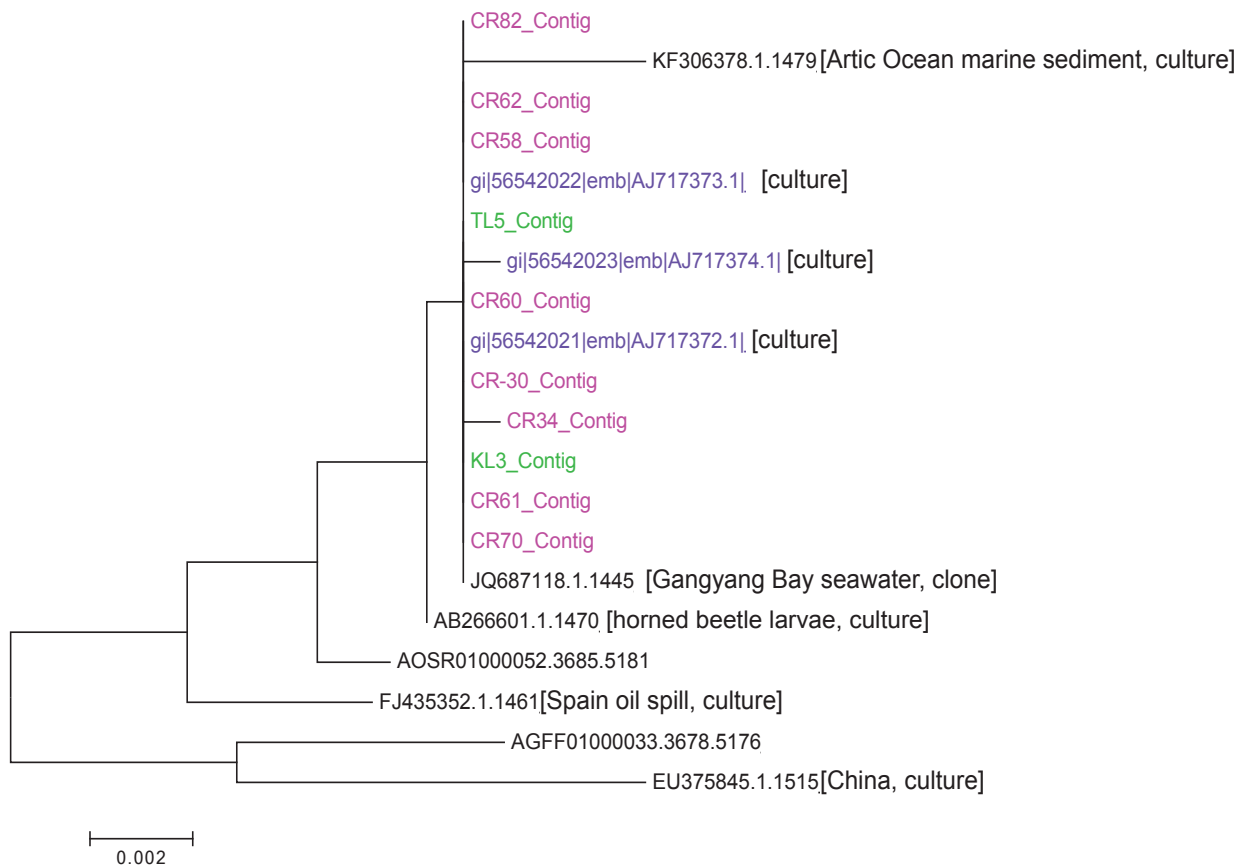 CR82_Contig
KF306378.1.1479 [Artic Ocean marine sediment, culture]
CR62_Contig
CR58_Contig
gi|56542022|emb|AJ717373.1| [culture]
TL5_Contig
gi|56542023|emb|AJ717374.1| [culture]
CR60_Contig
gi|56542021|emb|AJ717372.1| [culture]
CR-30_Contig
CR34_Contig
KL3_Contig
CR61_Contig
CR70_Contig
JQ687118.1.1445 [Gangyang Bay seawater, clone]
AB266601.1.1470 [horned beetle larvae, culture]
AOSR01000052.3685.5181
FJ435352.1.1461 [Spain oil spill, culture]
AGFF01000033.3678.5176
EU375845.1.1515 [China, culture]
0.002